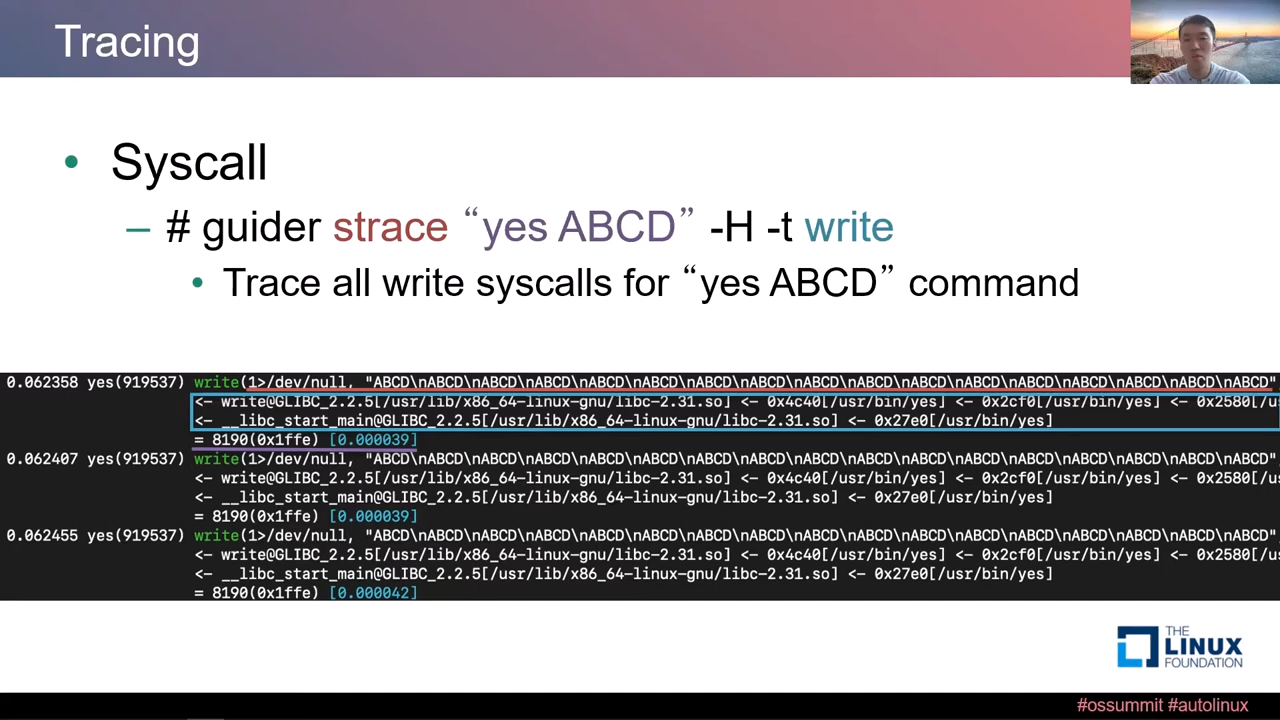 Tracing
• Syscall
– # guider strace “yes ABCD” -H -t write
• Trace all write syscalls for “yes ABCD” command
0.062358 yes(919537) write(1>/dev/null, "ABCD\nABCD\nABCD\nABCD\nABCD\nABCD\nABCD\nABCD\nABCD\nABCD\nABCD\nABCD\nABCD\nABCD\nABCD"
<- write@GLIBC_2.2.5[/usr/lib/x86_64-linux-gnu/libc-2.31.so] <- 0x4c40[/usr/bin/yes] <- 0x2cf0[/usr/bin/yes] <- 0x2580[/us
<- __libc_start_main@GLIBC_2.2.5[/usr/lib/x86_64-linux-gnu/libc-2.31.so] <- 0x27e0[/usr/bin/yes]
= 8190(0x1ffe) [0.000039]
0.062407 yes(919537) write(1>/dev/null, "ABCD\nABCD\nABCD\nABCD\nABCD\nABCD\nABCD\nABCD\nABCD\nABCD\nABCD\nABCD\nABCD\nABCD\nABCD"
<- write@GLIBC_2.2.5[/usr/lib/x86_64-linux-gnu/libc-2.31.so] <- 0x4c40[/usr/bin/yes] <- 0x2cf0[/usr/bin/yes] <- 0x2580[/us
<- __libc_start_main@GLIBC_2.2.5[/usr/lib/x86_64-linux-gnu/libc-2.31.so] <- 0x27e0[/usr/bin/yes]
= 8190(0x1ffe) [0.000039]
0.062455 yes(919537) write(1>/dev/null, "ABCD\nABCD\nABCD\nABCD\nABCD\nABCD\nABCD\nABCD\nABCD\nABCD\nABCD\nABCD\nABCD\nABCD\nABCD"
<- write@GLIBC_2.2.5[/usr/lib/x86_64-linux-gnu/libc-2.31.so] <- 0x4c40[/usr/bin/yes] <- 0x2cf0[/usr/bin/yes] <- 0x2580[/us
<- __libc_start_main@GLIBC_2.2.5[/usr/lib/x86_64-linux-gnu/libc-2.31.so] <- 0x27e0[/usr/bin/yes]
= 8190(0x1ffe) [0.000042]
THE
LINUX
FOUNDATION
#ossummit #autolinux